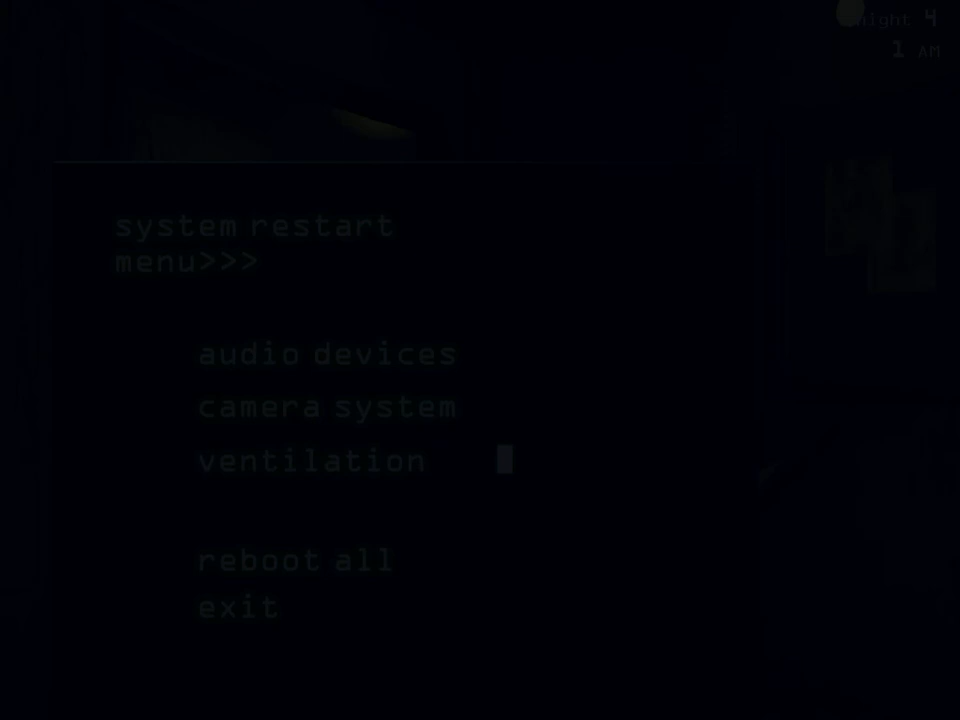 Night 4
1 AM
system restart
menu>>>
audio devices
camera system
ventilation
reboot all
exit